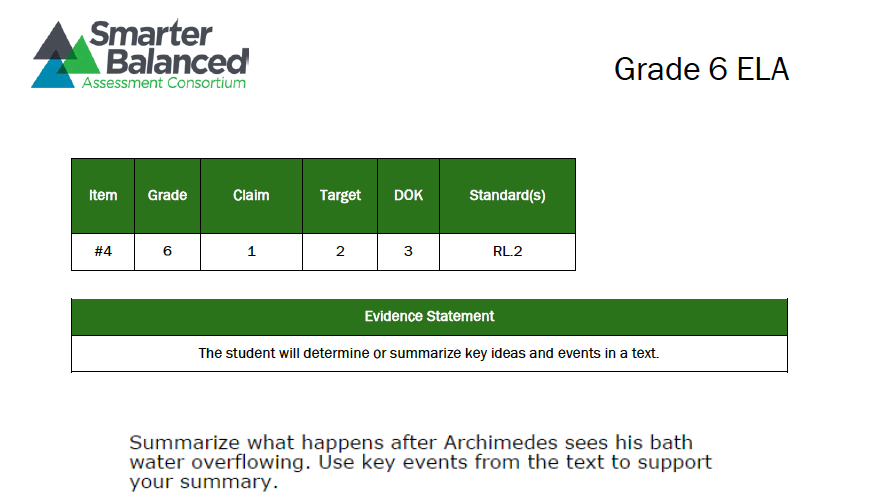 Smarter
Balanced
Assessment Consortium
Grade 6 ELA
Item Grade Claim Target DOK Standard(s)
#4 6 1 2 3 RL.2
Evidence Statement
The student will determine or summarize key ideas and events in a text.
Summarize what happens after Archimedes sees his bath
water overflowing. Use key events from the text to support
your summary.